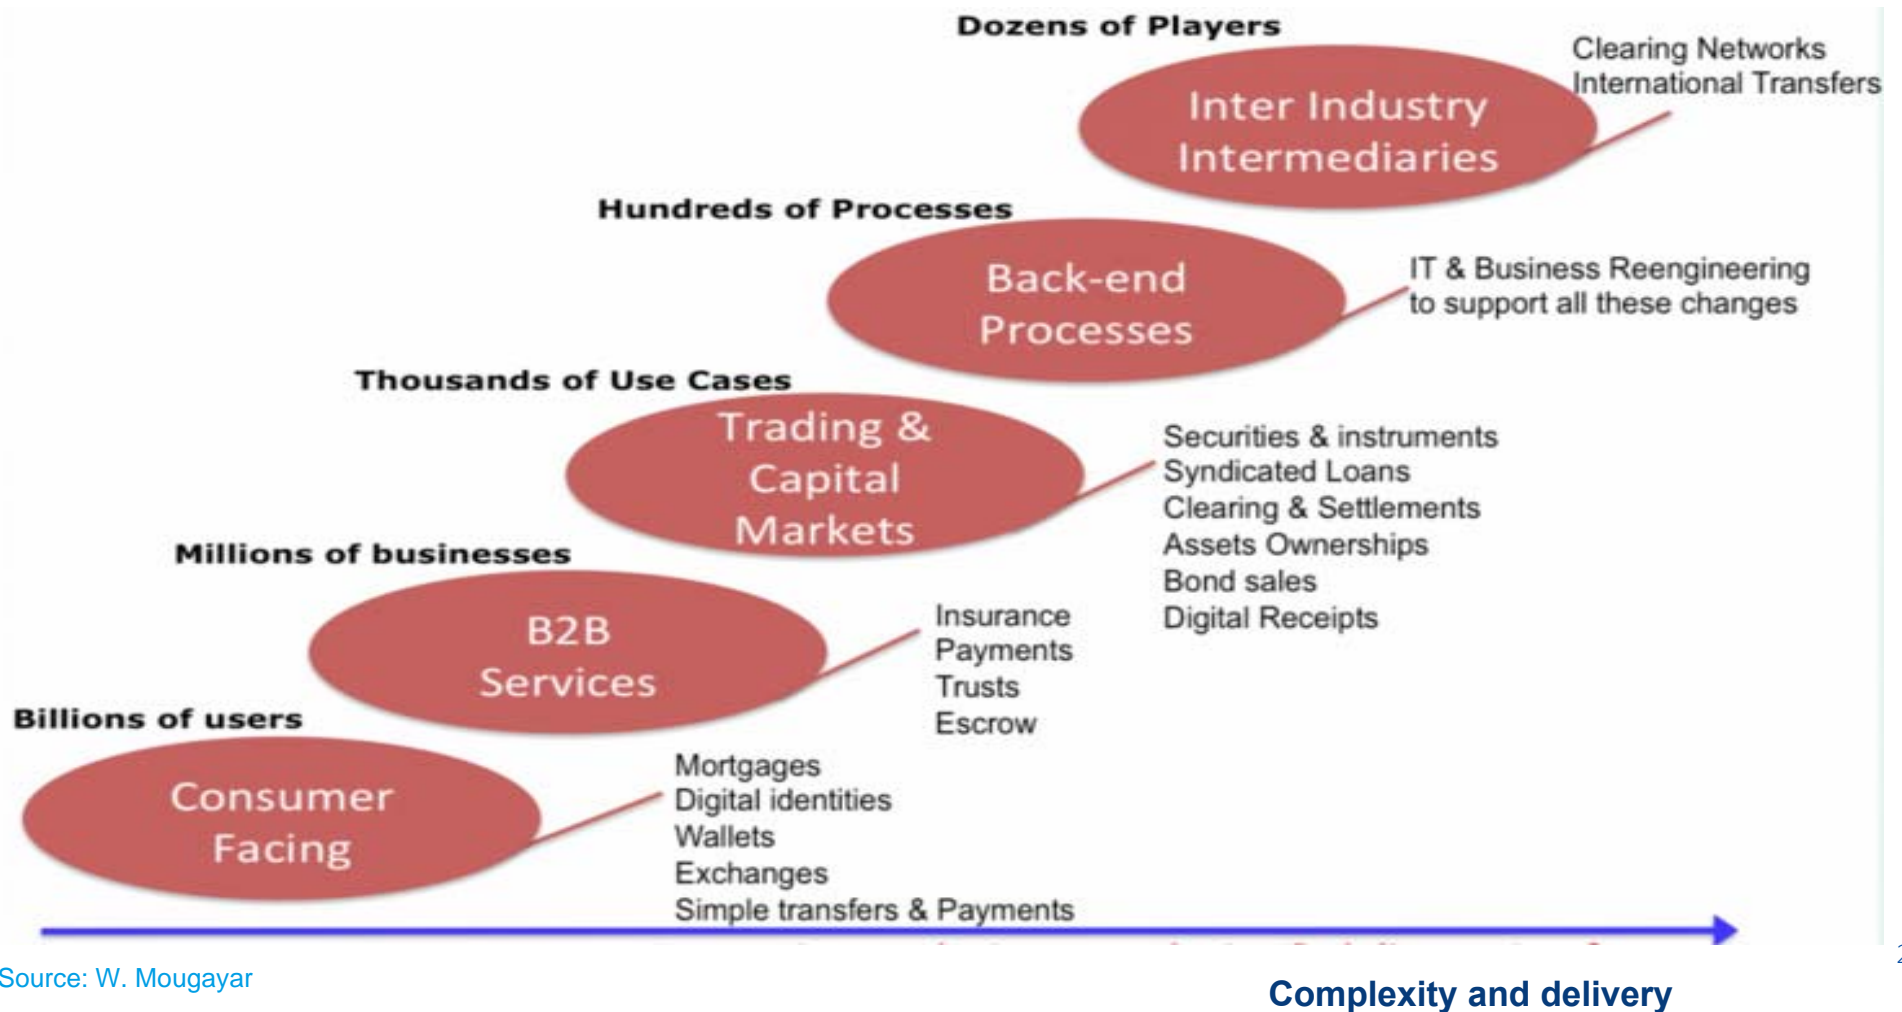 Dozens of Players
Clearing Networks
International Transfers
Inter Industry
Intermediaries
Hundreds of Processes
Back-end
Processes
IT & Business Reengineering
to support all these changes
Thousands of Use Cases
Trading &
Capital
Markets
Securities & instruments
Syndicated Loans
Clearing & Settlements
Assets Ownerships
Bond sales
Digital Receipts
Millions of businesses
B2B
Services
Insurance
Payments
Trusts
Escrow
Billions of users
Consumer
Facing
Mortgages
Digital identities
Wallets
Exchanges
Simple transfers & Payments
Source: W. Mougayar
Complexity and delivery